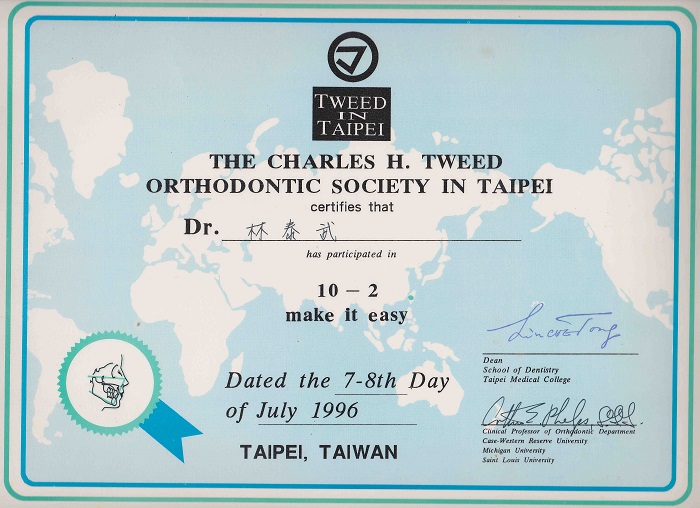 TWEED
IN
TAIPEI
THE CHARLES H. TWEED
ORTHODONTIC SOCIETY IN TAIPEI
certifies that
Dr. 林泰武
has participated in
10 – 2
make it easy
Dean
School of Dentistry
Taipei Medical College
Dated the 7-8th Day
of July 1996
TAIPEI, TAIWAN
Clinical Professor of Orthodontic Department
Case-Western Reserve University
Michigan University
Saint Louis University